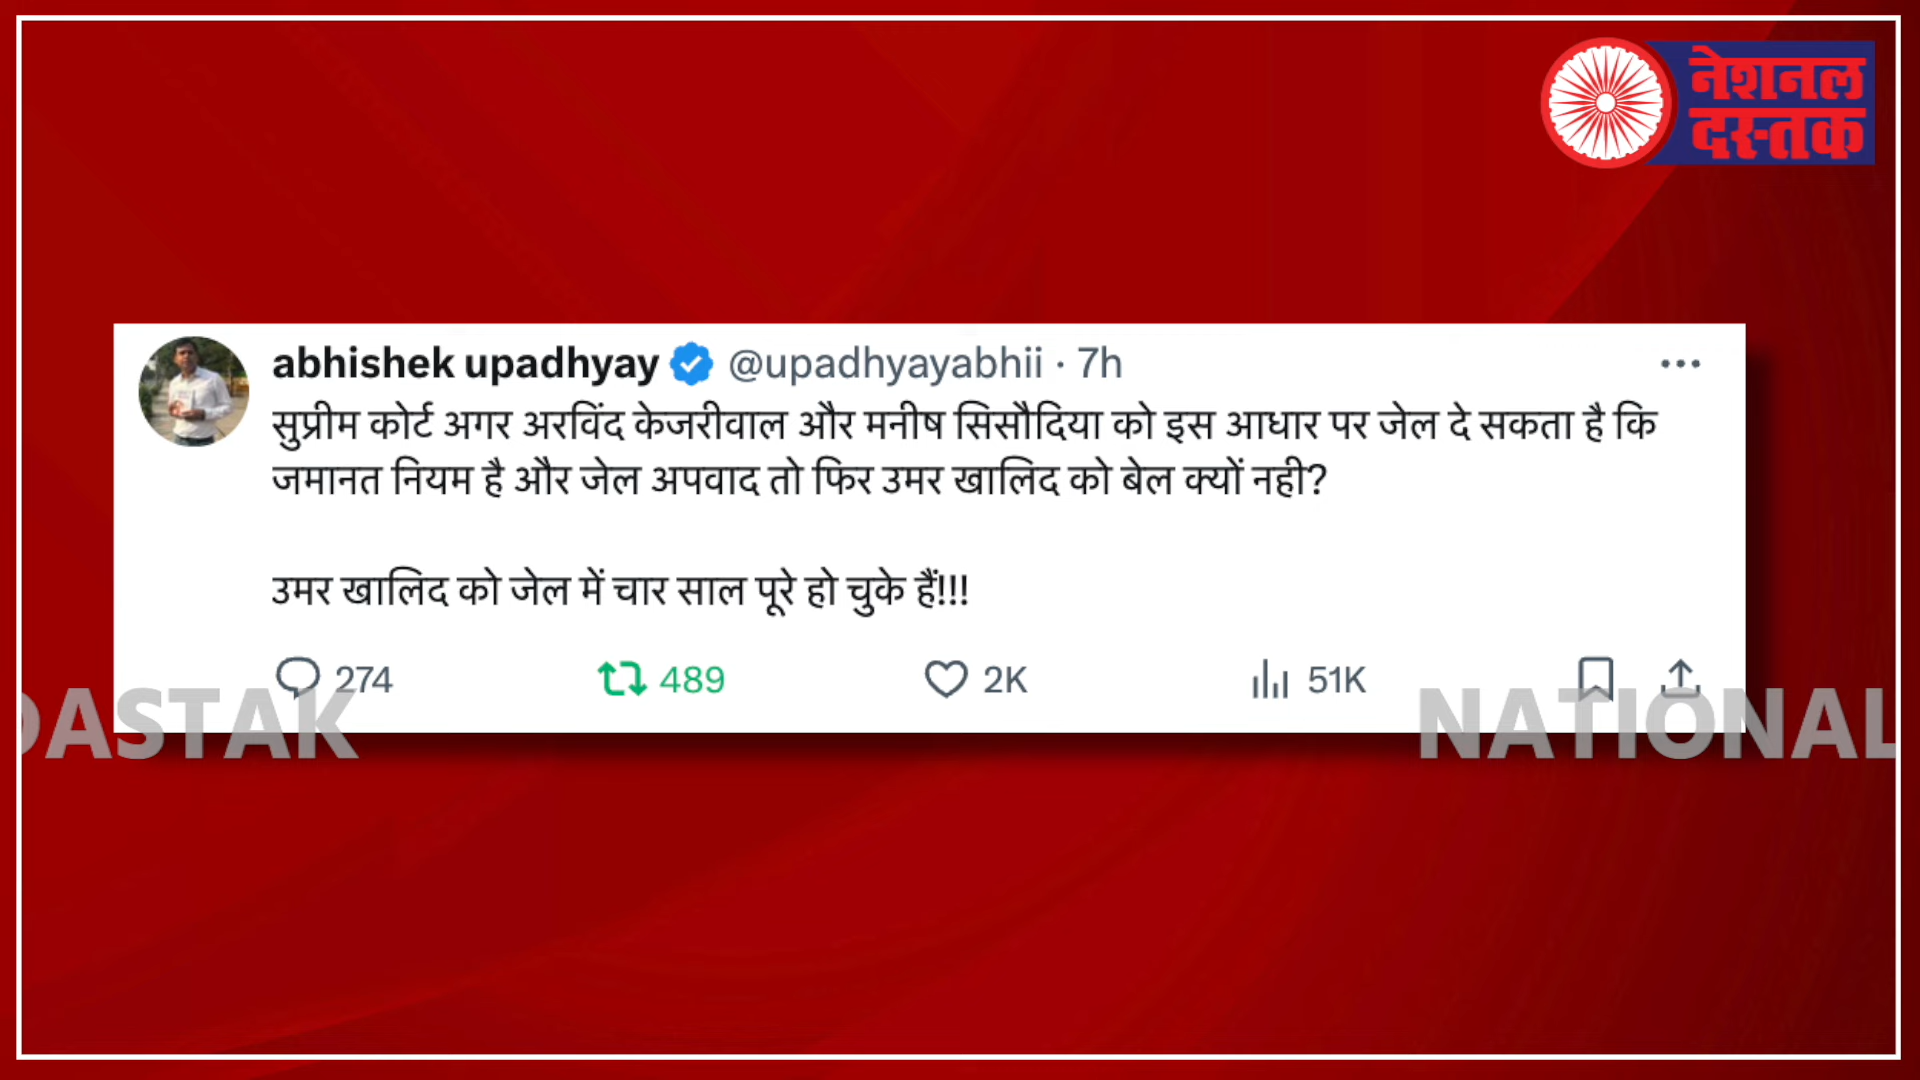 नेशनल
दस्तक
abhishek upadhyay @upadhyayabhii · 7h
सुप्रीम कोर्ट अगर अरविंद केजरीवाल और मनीष सिसौदिया को इस आधार पर जेल दे सकता है कि
जमानत नियम है और जेल अपवाद तो फिर उमर खालिद को बेल क्यों नही?
उमर खालिद को जेल में चार साल पूरे हो चुके हैं!!!
274 489 2K 51K
DASTAK NATIONAL